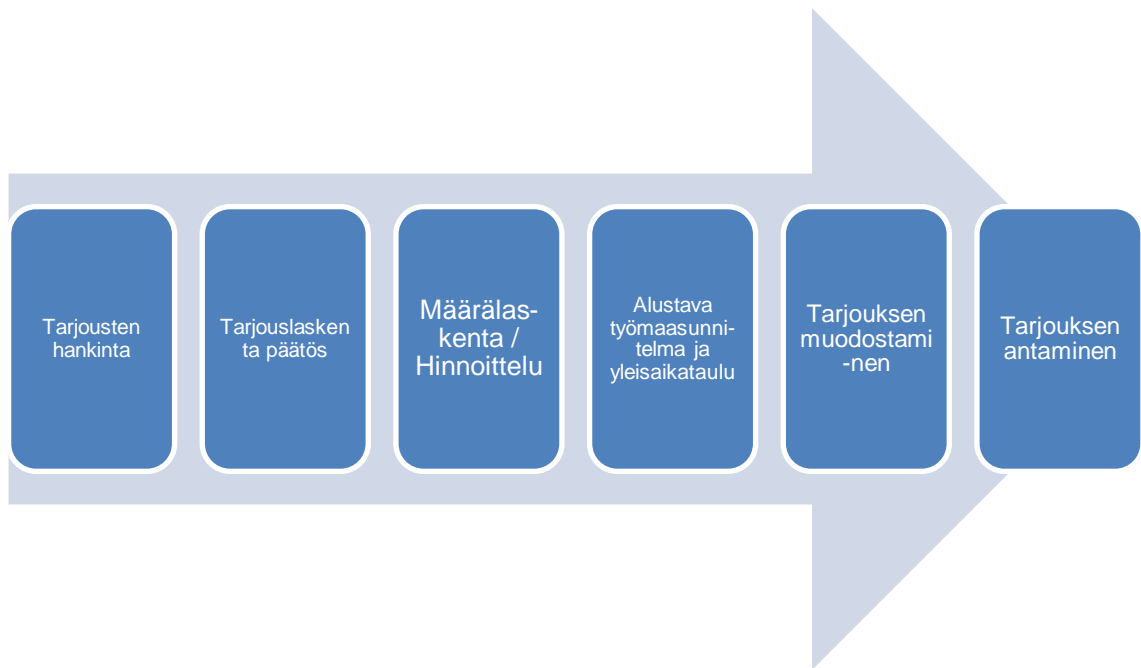 Tarjousten
hankinta
Tarjouslasken
ta päätös
Määrälas-
kenta /
Hinnoittelu
Alustava
työmaasunni-
telma ja
yleisaikataulu
Tarjouksen
muodostami
-nen
Tarjouksen
antaminen